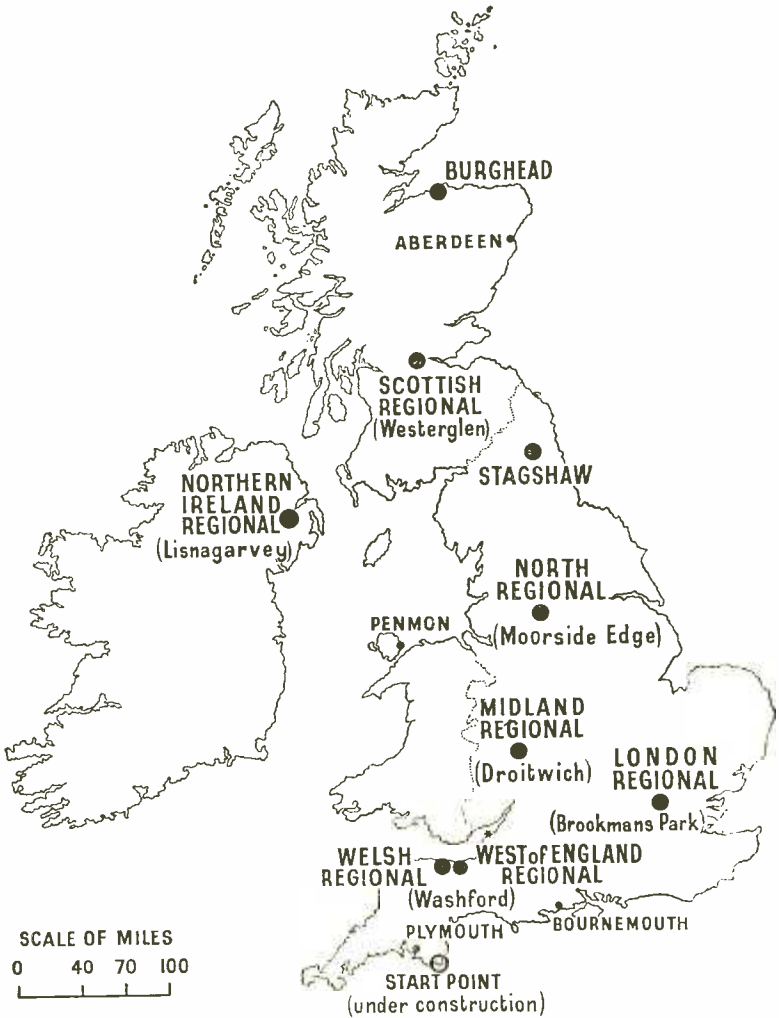 BURGHEAD
ABERDEEN
SCOTTISH
REGIONAL
(Westerglen)
STAGSHAW
NORTHERN
IRELAND
REGIONAL
(Lisnagarvey)
NORTH
REGIONAL
(Moorside Edge)
PENMON
MIDLAND
REGIONAL
(Droitwich)
LONDON
REGIONAL
(Brookmans Park)
WELSH
REGIONAL
WEST of ENGLAND
REGIONAL
(Washford)
PLYMOUTH
BOURNEMOUTH
START POINT
(under construction)
SCALE OF MILES
0 40 70 100